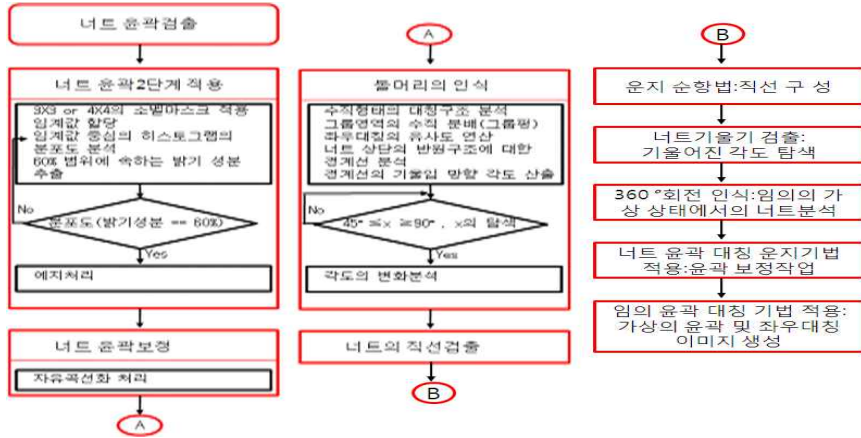 너트 윤곽검출
너트 윤곽2단계 적용
3X3 or 4X4의 소벨마스크 적용
임계값 할당
임계값 중심의 히스토그램의
분포도 분석
60% 범위에 속하는 밝기 성분
추출
No
분포도(밝기성분 == 60%)
Yes
에지처리
너트 윤곽보정
자유곡선화 처리
A
A
돌머리의 인식
수직형태의 대칭구조 분석
그룹영역의 수직 분배(그룹핑)
좌우대칭의 유사도 연산
너트 상단의 반원구조에 대한
경계선 분석
경계선의 기울임 방향 각도 산출
No
45° ≤x ≥90° , x의 탐색
Yes
각도의 변화분석
너트의 직선검출
B
B
운지 순항법:직선 구 성
너트기울기 검출:
기울어진 각도 탐색
360 °회전 인식:임의의 가
상 상태에서의 너트분석
너트 윤곽 대칭 운지기법
적용:윤곽 보정작업
임의 윤곽 대칭 기법 적용:
가상의 윤곽 및 좌우대칭
이미지 생성